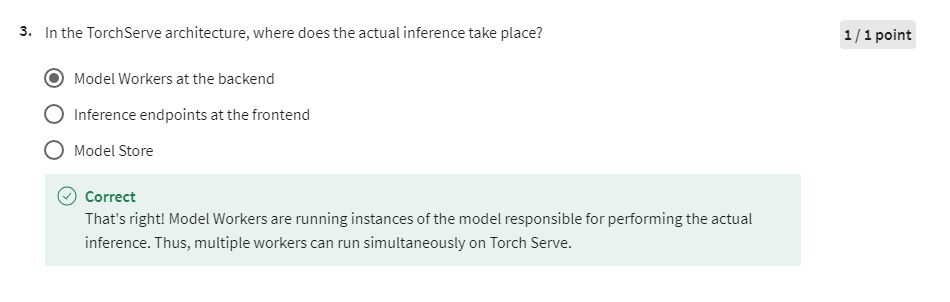 3. In the TorchServe architecture, where does the actual inference take place?
1 / 1 point
Model Workers at the backend
Inference endpoints at the frontend
Model Store
Correct
That's right! Model Workers are running instances of the model responsible for performing the actual
inference. Thus, multiple workers can run simultaneously on Torch Serve.